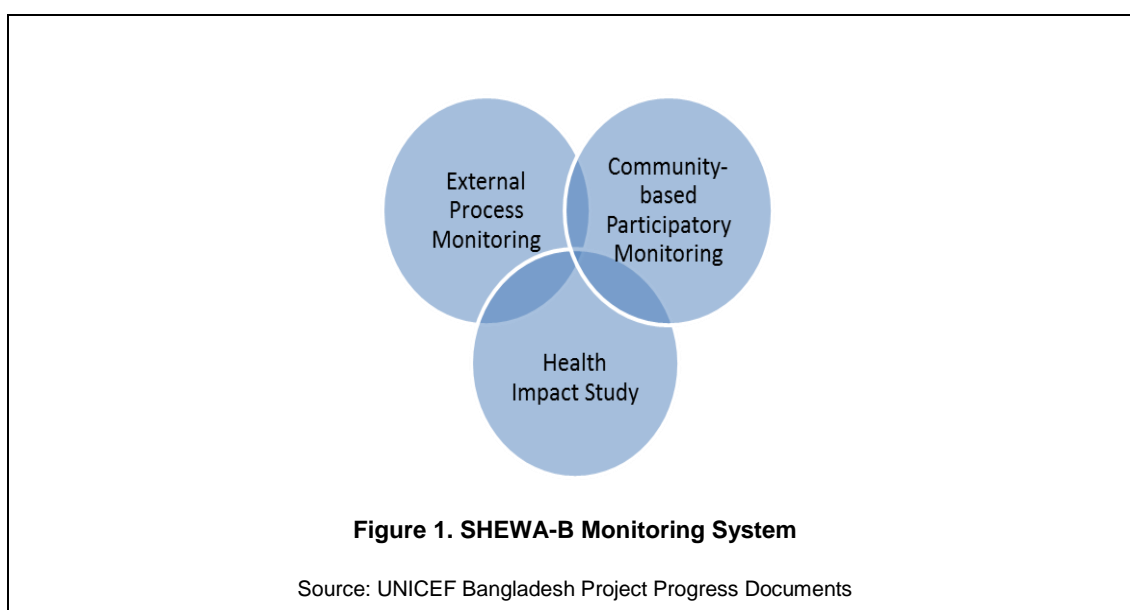 External
Process
Monitoring
Community-
based
Participatory
Monitoring
Health
Impact Study
Figure 1. SHEWA-B Monitoring System
Source: UNICEF Bangladesh Project Progress Documents